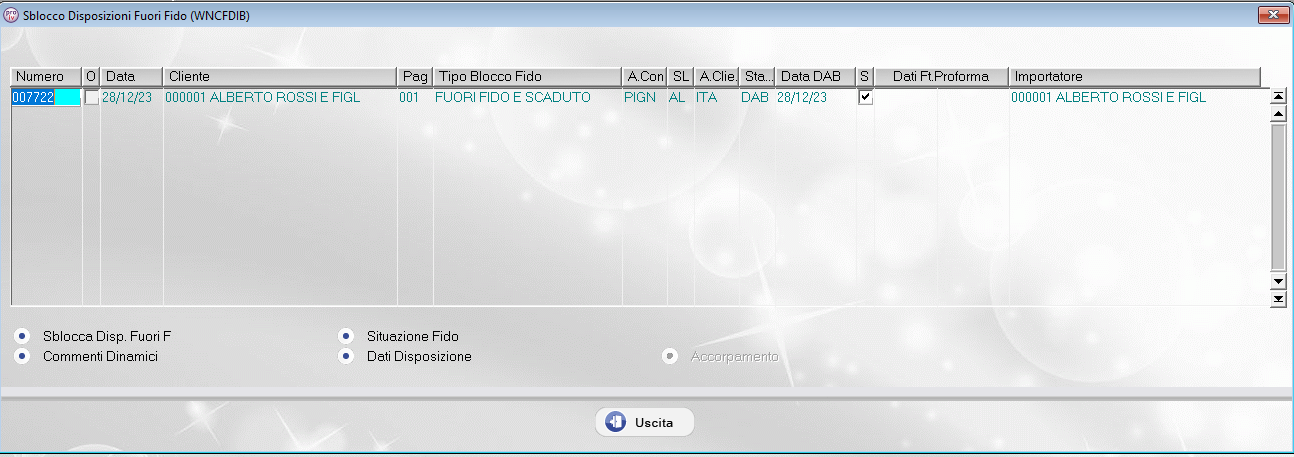 Sblocco Disposizioni Fuori Fido (WNCFDIB)
Numero O Data Cliente Pag Tipo Blocco Fido A.Con SL A.Clie. Sta... Data DAB S Dati Ft.Proforma Importatore
007722 28/12/23 000001 ALBERTO ROSSI E FIGL 001 FUORI FIDO E SCADUTO PIGN AL ITA DAB 28/12/23 000001 ALBERTO ROSSI E FIGL
Sblocca Disp. Fuori F Situazione Fido
Commenti Dinamici Dati Disposizione Accorpamento
Uscita